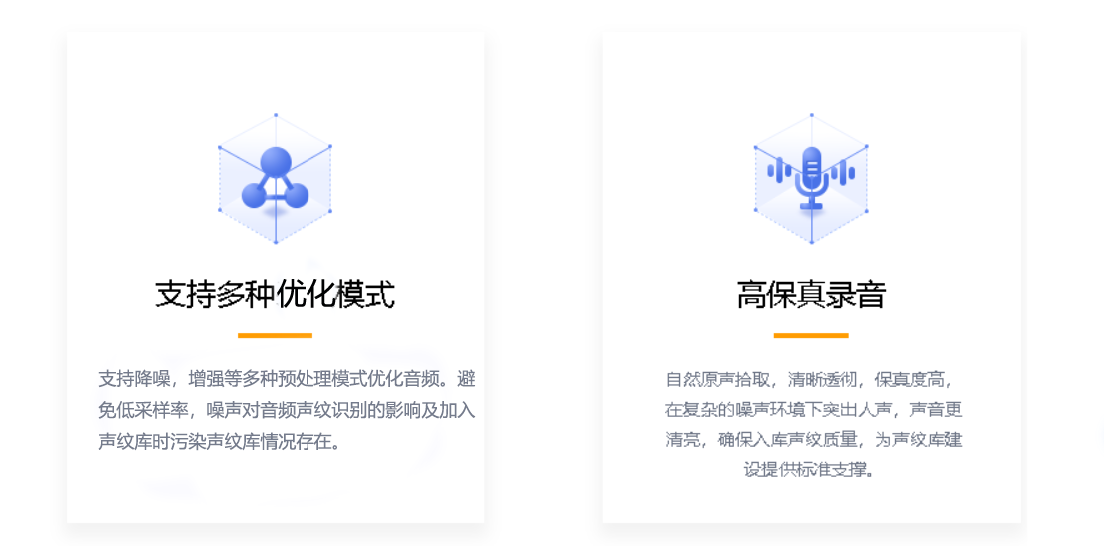 支持多种优化模式
支持降噪，增强等多种预处理模式优化音频。避
免低采样率，噪声对音频声纹识别的影响及加入
声纹库时污染声纹库情况存在。
高保真录音
自然原声拾取，清晰透彻，保真度高，
在复杂的噪声环境下突出人声，声音更
清亮，确保入库声纹质量，为声纹库建
设提供标准支撑。